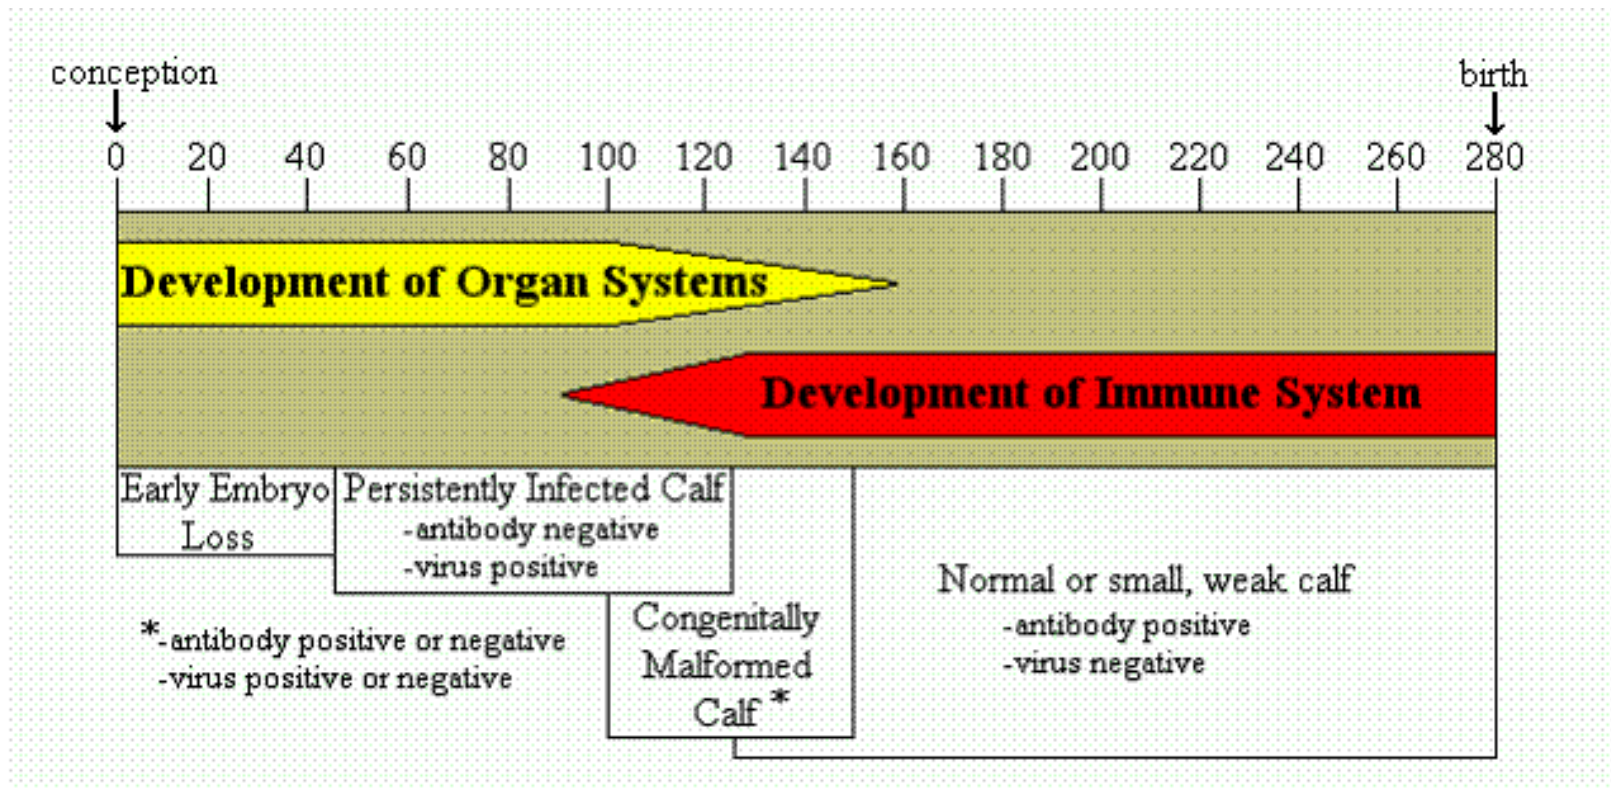 conception
birth
0 20 40 60 80 100 120 140 160 180 200 220 240 260 280
Development of Organ Systems
Development of Immune System
Early Embryo
Loss
Persistently Infected Calf
-antibody negative
-virus positive
*-antibody positive or negative
-virus positive or negative
Congenitally
Malformed
Calf *
Normal or small, weak calf
-antibody positive
-virus negative